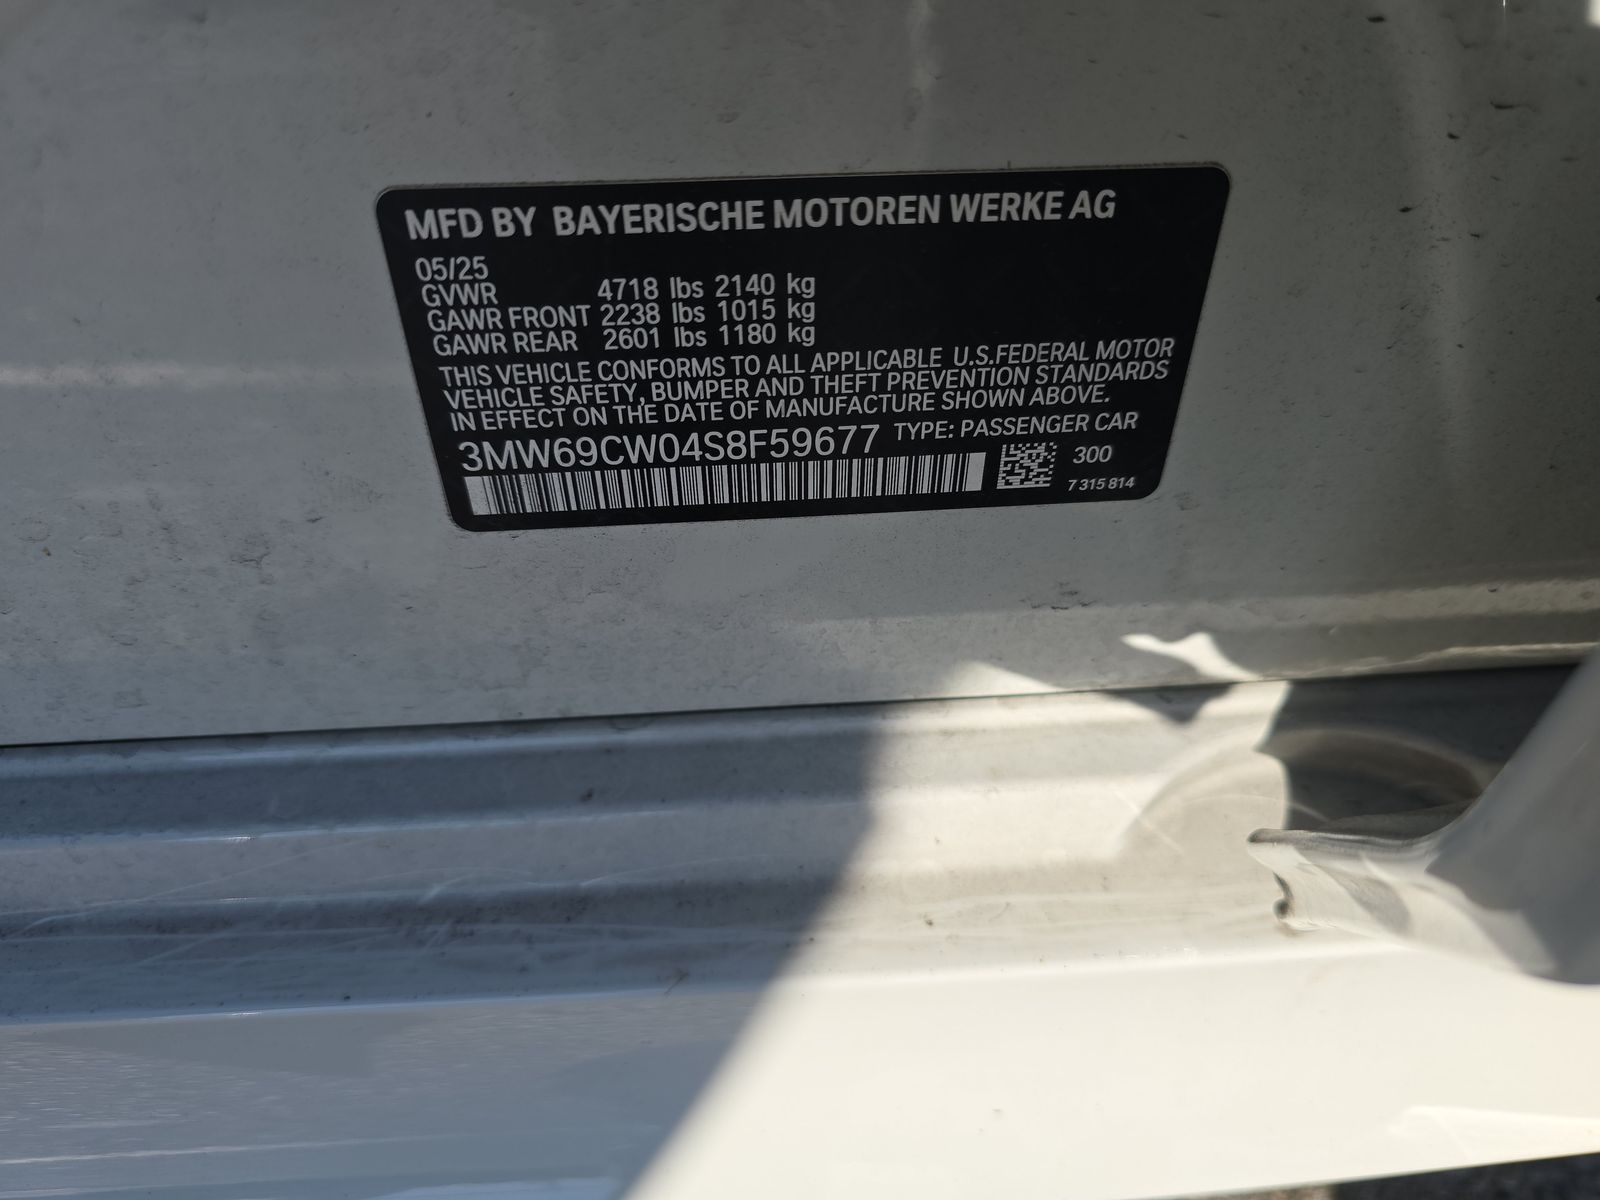 MFD BY BAYERISCHE MOTOREN WERKE AG
05/25
GVWR 4718 lbs 2140 kg
GAWR FRONT 2238 lbs 1015 kg
GAWR REAR 2601 lbs 1180 kg
THIS VEHICLE CONFORMS TO ALL APPLICABLE U.S.FEDERAL MOTOR
VEHICLE SAFETY, BUMPER AND THEFT PREVENTION STANDARDS
IN EFFECT ON THE DATE OF MANUFACTURE SHOWN ABOVE.
3MW69CW04S8F59677 TYPE: PASSENGER CAR
300
7 315 814